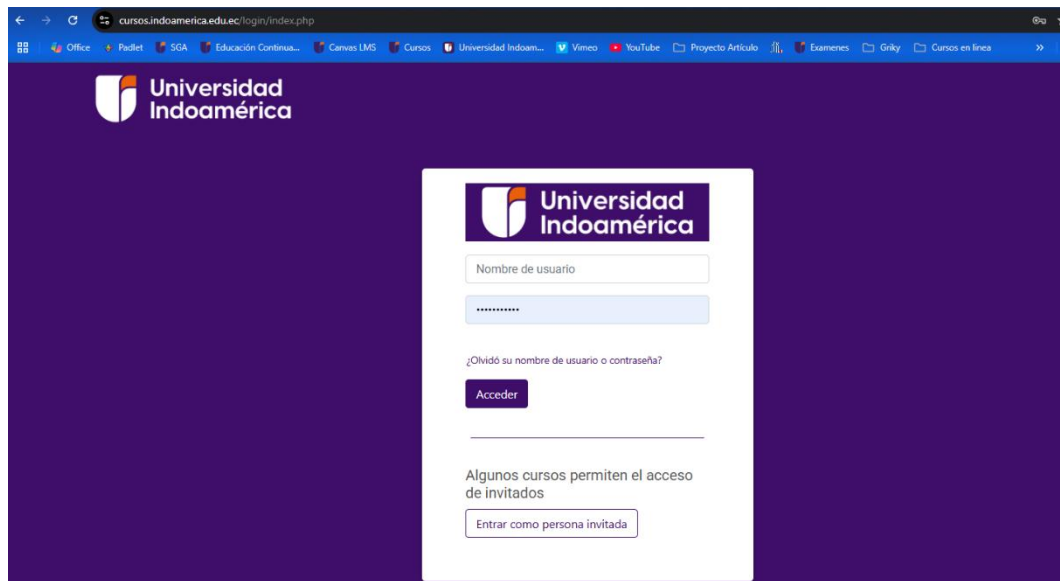 cursos.indoamerica.edu.ec/login/index.php
Office Padlet SGA Educación Continua... Canvas LMS Cursos Universidad Indoam... Vimeo YouTube Proyecto Artículo Examenes Griky Cursos en linea »
Universidad
Indoamérica
Universidad
Indoamérica
Nombre de usuario
•••••••••••
¿Olvidó su nombre de usuario o contraseña?
Acceder
Algunos cursos permiten el acceso
de invitados
Entrar como persona invitada